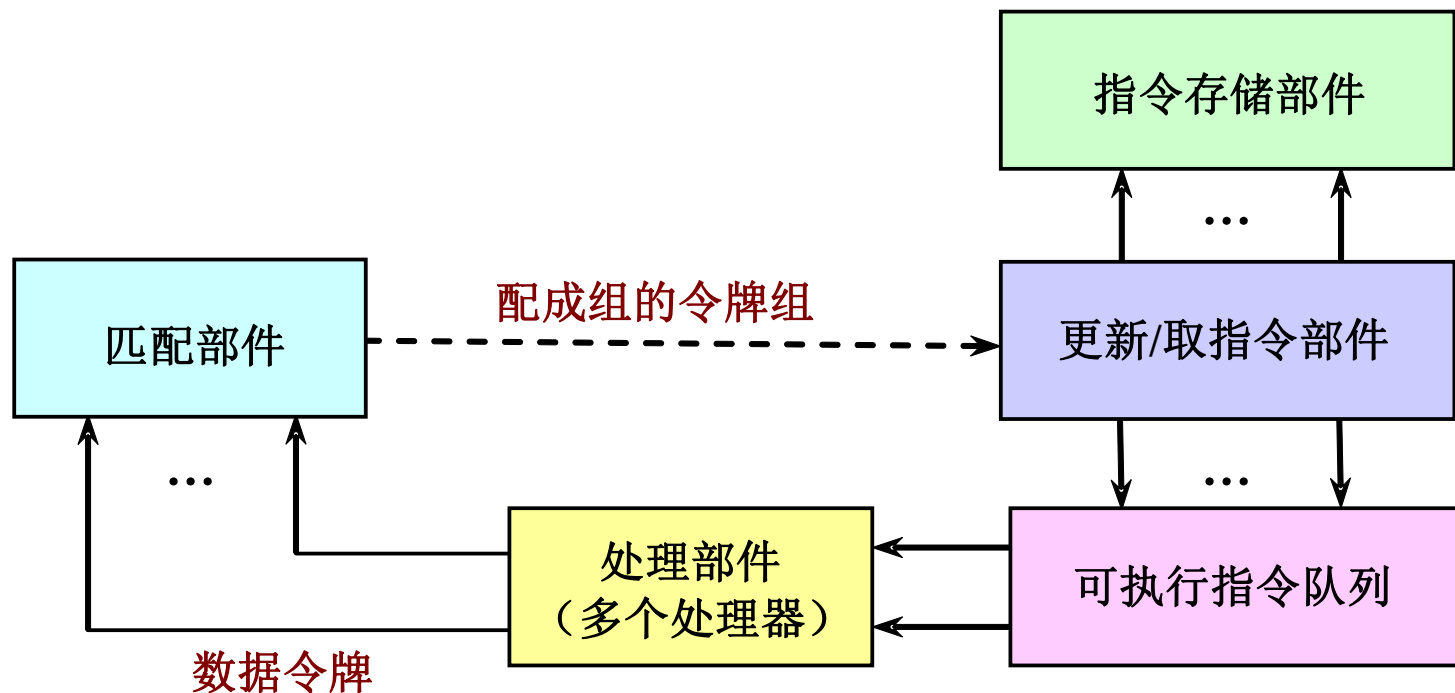 指令存储部件
…
配成组的令牌组
匹配部件
更新/取指令部件
…
…
处理部件
（多个处理器）
可执行指令队列
数据令牌